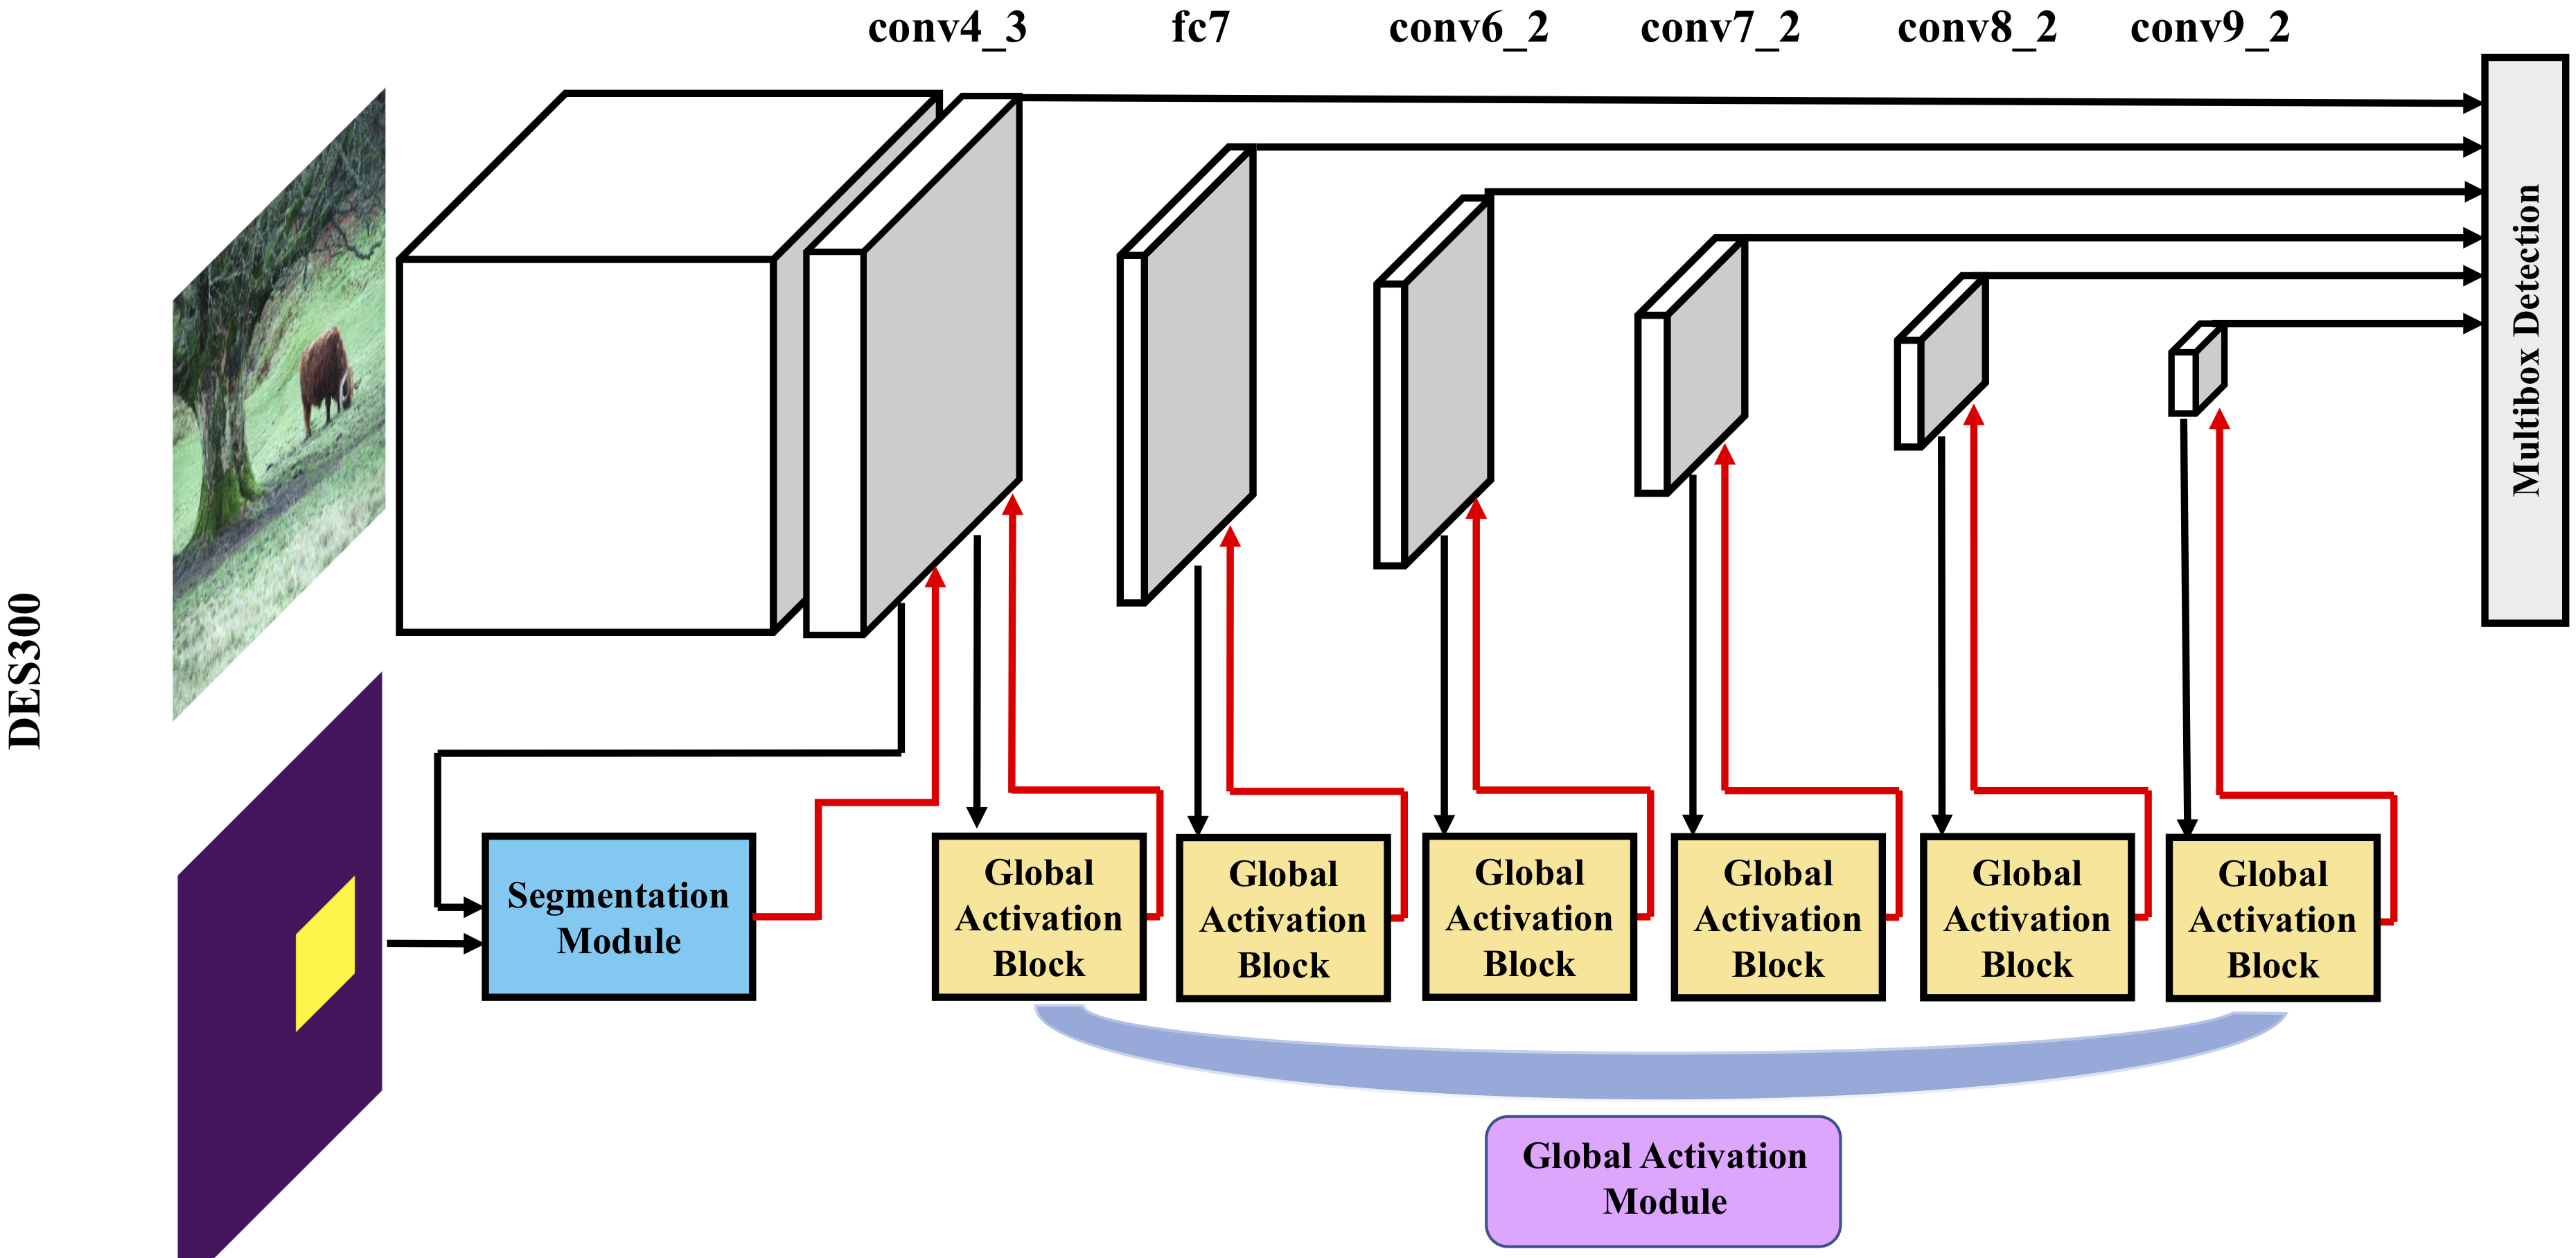 conv4_3
fc7
conv6_2
conv7_2
conv8_2
conv9_2
DES300
Multibox Detection
Segmentation
Module
Global
Activation
Block
Global
Activation
Block
Global
Activation
Block
Global
Activation
Block
Global
Activation
Block
Global
Activation
Block
Global Activation
Module